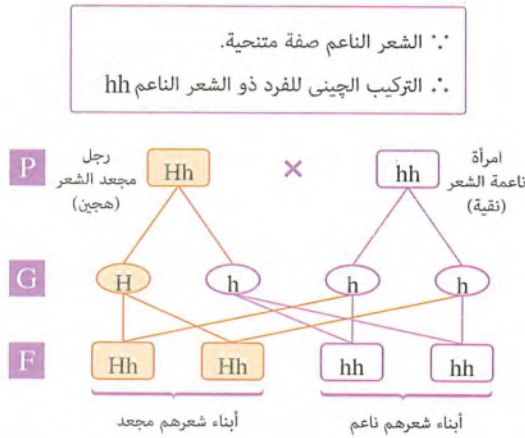 ∵ الشعر الناعم صفة متنحية.
∴ التركيب الچينى للفرد ذو الشعر الناعم hh
P
رجل
مجعد الشعر
(هجين)
Hh
×
hh
امرأة
ناعمة الشعر
(نقية)
G
H
h
h
h
F
Hh
Hh
hh
hh
أبناء شعرهم مجعد
أبناء شعرهم ناعم